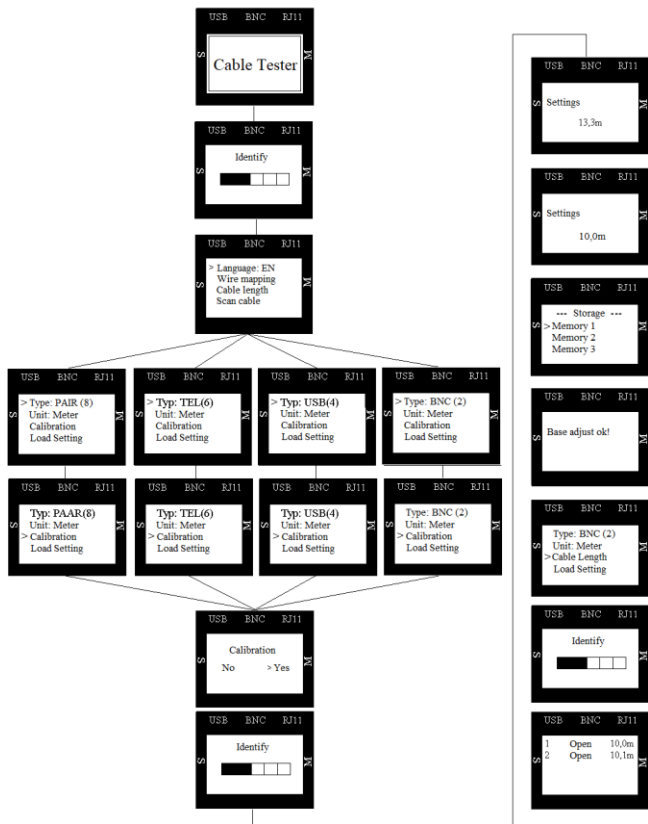 USB BNC RJ11
S Cable Tester M
USB BNC RJ11
Identify
S M
USB BNC RJ11
> Language: EN
Wire mapping
Cable length
Scan cable
S M
USB BNC RJ11
> Type: PAIR (8)
Unit: Meter
Calibration
Load Setting
S M
USB BNC RJ11
> Typ: TEL(6)
Unit: Meter
Calibration
Load Setting
S M
USB BNC RJ11
> Typ: USB(4)
Unit: Meter
Calibration
Load Setting
S M
USB BNC RJ11
> Type: BNC (2)
Unit: Meter
Calibration
Load Setting
S M
USB BNC RJ11
Typ: PAAR(8)
Unit: Meter
> Calibration
Load Setting
S M
USB BNC RJ11
Typ: TEL(6)
Unit: Meter
> Calibration
Load Setting
S M
USB BNC RJ11
Typ: USB(4)
Unit: Meter
> Calibration
Load Setting
S M
USB BNC RJ11
Type: BNC (2)
Unit: Meter
> Calibration
Load Setting
S M
USB BNC RJ11
Calibration
No > Yes
S M
USB BNC RJ11
Identify
S M
USB BNC RJ11
Settings
13,3m
S M
USB BNC RJ11
Settings
10,0m
S M
USB BNC RJ11
--- Storage ---
>Memory 1
Memory 2
Memory 3
S M
USB BNC RJ11
Base adjust ok!
S M
USB BNC RJ11
Type: BNC (2)
Unit: Meter
>Cable Length
Load Setting
S M
USB BNC RJ11
Identify
S M
USB BNC RJ11
1 Open 10,0m
2 Open 10,1m
S M